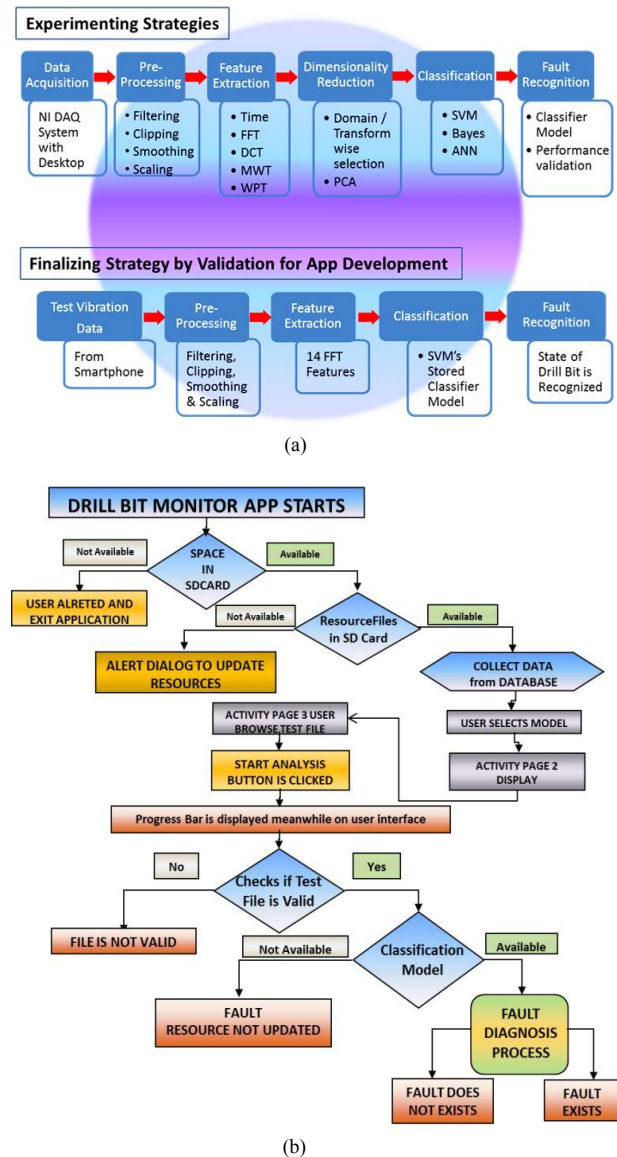 Experimenting Strategies
Data
Acquisition
Pre-
Processing
Feature
Extraction
Dimensionality
Reduction
Classification
Fault
Recognition
NI DAQ
System
with
Desktop
• Filtering
• Clipping
• Smoothing
• Scaling
• Time
• FFT
• DCT
• MWT
• WPT
• Domain /
Transform
wise
selection
• PCA
• SVM
• Bayes
• ANN
• Classifier
Model
• Performance
validation
Finalizing Strategy by Validation for App Development
Test Vibration
Data
Pre-
Processing
Feature
Extraction
Classification
Fault
Recognition
From
Smartphone
Filtering,
Clipping,
Smoothing
& Scaling
14 FFT
Features
• SVM's
Stored
Classifier
Model
State of
Drill Bit is
Recognized
(a)
DRILL BIT MONITOR APP STARTS
Not Available
SPACE
IN
SDCARD
Available
USER ALRETED AND
EXIT APPLICATION
Not Available
ResourceFiles
in SD Card
Available
ALERT DIALOG TO UPDATE
RESOURCES
COLLECT DATA
from DATABASE
ACTIVITY PAGE 3 USER
BROWSE,TEST FILE
USER SELECTS MODEL
START ANALYSIS
BUTTON IS CLICKED
ACTIVITY PAGE 2
DISPLAY
Progress Bar is displayed meanwhile on user interface
No
Checks if Test
File is Valid
Yes
FILE IS NOT VALID
Not Available
Classification
Model
Available
FAULT
RESOURCE NOT UPDATED
FAULT
DIAGNOSIS
PROCESS
FAULT DOES
NOT EXISTS
FAULT
EXISTS
(b)